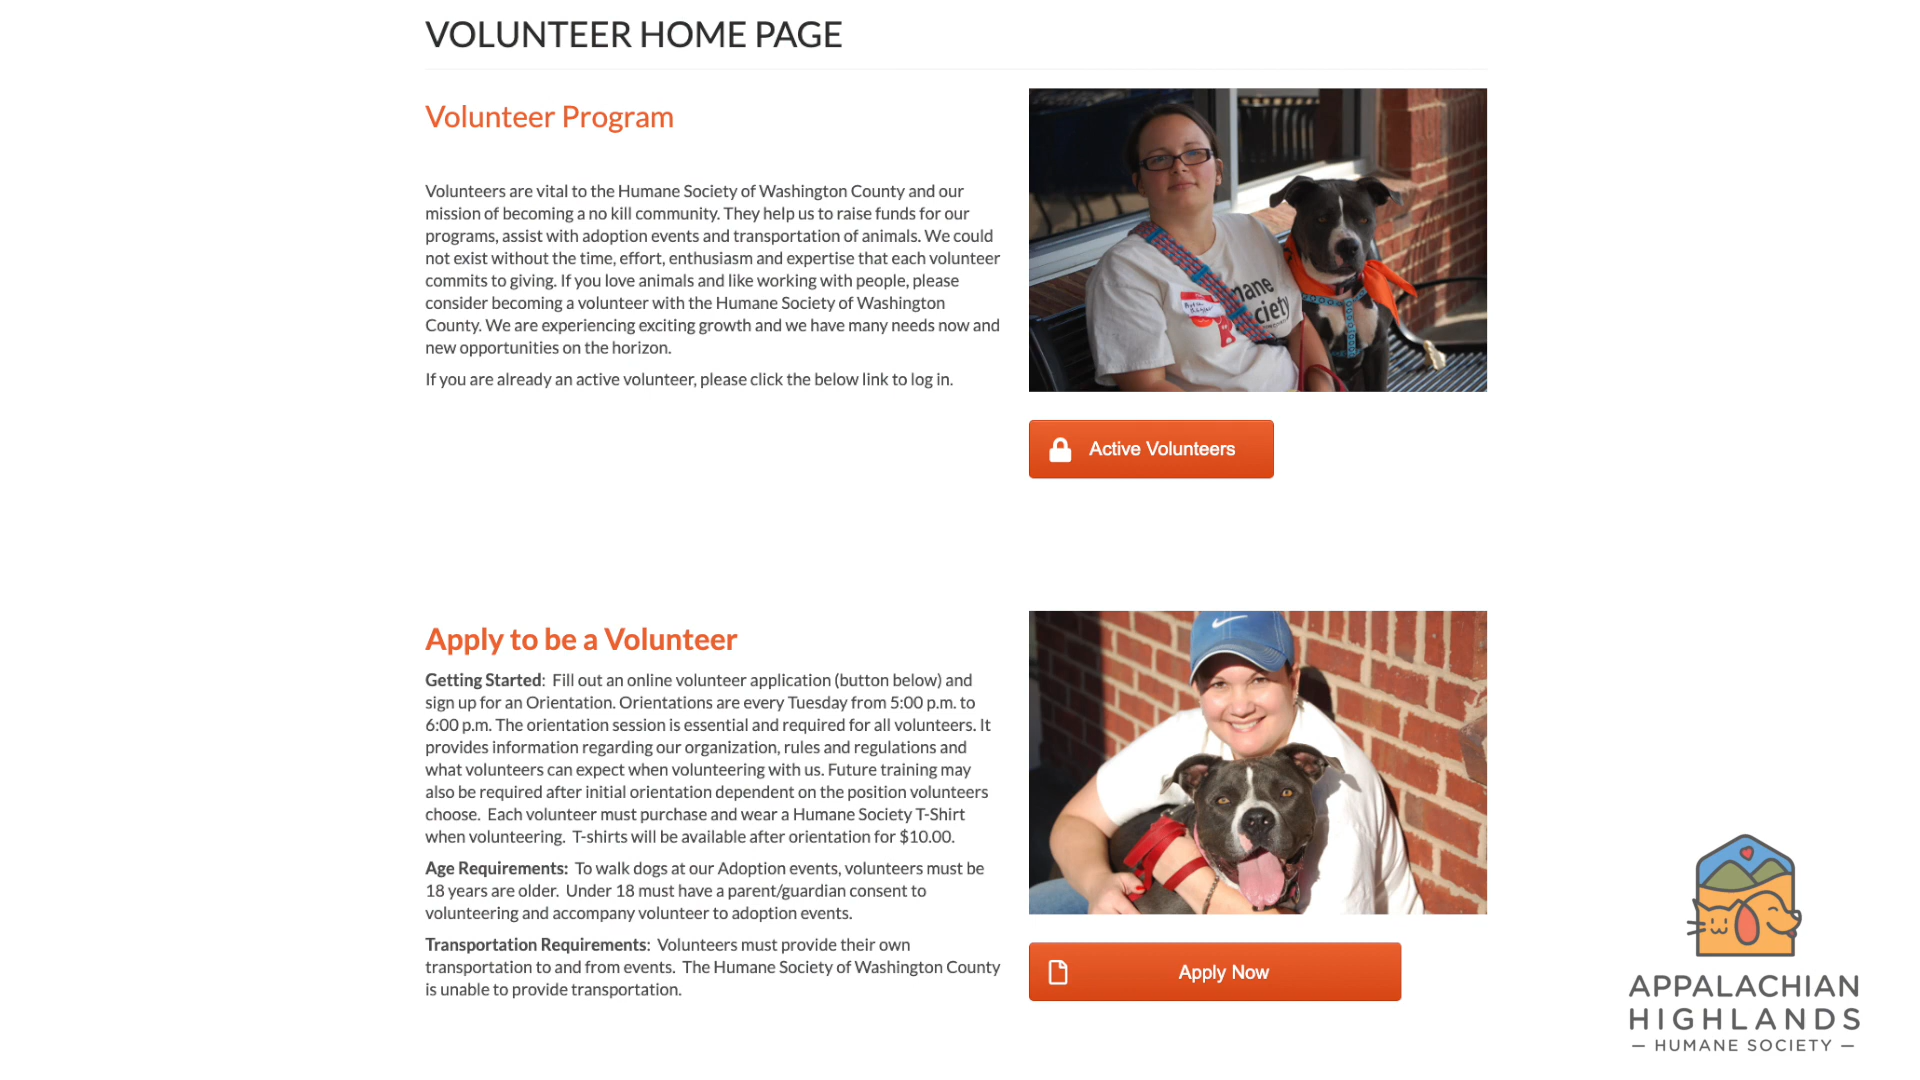 VOLUNTEER HOME PAGE
Volunteer Program
Volunteers are vital to the Humane Society of Washington County and our
mission of becoming a no kill community. They help us to raise funds for our
programs, assist with adoption events and transportation of animals. We could
not exist without the time, effort, enthusiasm and expertise that each volunteer
commits to giving. If you love animals and like working with people, please
consider becoming a volunteer with the Humane Society of Washington
County. We are experiencing exciting growth and we have many needs now and
new opportunities on the horizon.
If you are already an active volunteer, please click the below link to log in.
mane
ciety
Active Volunteers
Apply to be a Volunteer
Getting Started:  Fill out an online volunteer application (button below) and
sign up for an Orientation. Orientations are every Tuesday from 5:00 p.m. to
6:00 p.m. The orientation session is essential and required for all volunteers. It
provides information regarding our organization, rules and regulations and
what volunteers can expect when volunteering with us. Future training may
also be required after initial orientation dependent on the position volunteers
choose.  Each volunteer must purchase and wear a Humane Society T-Shirt
when volunteering.  T-shirts will be available after orientation for $10.00.
Age Requirements:  To walk dogs at our Adoption events, volunteers must be
18 years are older.  Under 18 must have a parent/guardian consent to
volunteering and accompany volunteer to adoption events.
Transportation Requirements:  Volunteers must provide their own
transportation to and from events.  The Humane Society of Washington County
is unable to provide transportation.
Apply Now
APPALACHIAN
HIGHLANDS
— HUMANE SOCIETY —